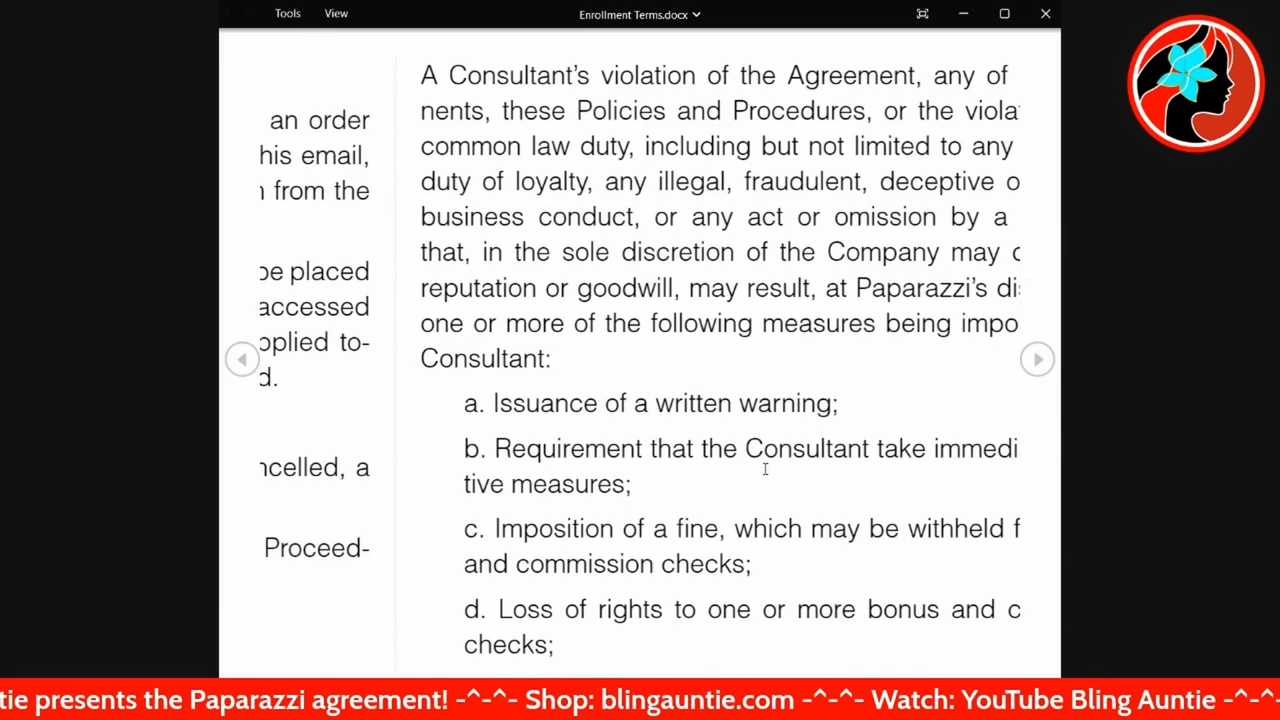 Tools View Enrollment Terms.docx
an order
his email,
from the
be placed
accessed
pplied to-
d.
ncelled, a
Proceed-
A Consultant's violation of the Agreement, any of
nents, these Policies and Procedures, or the viola
common law duty, including but not limited to any
duty of loyalty, any illegal, fraudulent, deceptive o
business conduct, or any act or omission by a
that, in the sole discretion of the Company may
reputation or goodwill, may result, at Paparazzi's di
one or more of the following measures being impo
Consultant:
a. Issuance of a written warning;
b. Requirement that the Consultant take immedi
tive measures;
c. Imposition of a fine, which may be withheld f
and commission checks;
d. Loss of rights to one or more bonus and c
checks;
tie presents the Paparazzi agreement! -^-^- Shop: blingauntie.com -^-^- Watch: YouTube Bling Auntie -^-^-